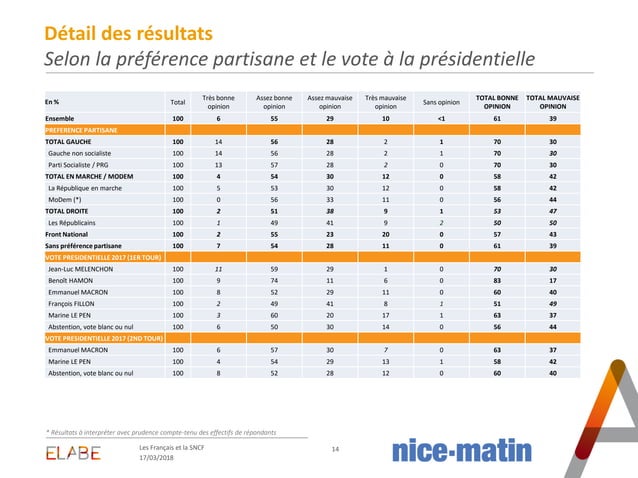 Détail des résultats
Selon la préférence partisane et le vote à la présidentielle
En % Total Très bonne opinion Assez bonne opinion Assez mauvaise opinion Très mauvaise opinion Sans opinion TOTAL BONNE OPINION TOTAL MAUVAISE OPINION
Ensemble 100 6 55 29 10 <1 61 39
PREFERENCE PARTISANE
TOTAL GAUCHE 100 14 56 28 2 1 70 30
Gauche non socialiste 100 14 56 28 2 1 70 30
Parti Socialiste / PRG 100 13 57 28 2 0 70 30
TOTAL EN MARCHE / MODEM 100 4 54 30 12 0 58 42
La République en marche 100 5 53 30 12 0 58 42
MoDem (*) 100 0 56 33 11 0 56 44
TOTAL DROITE 100 2 51 38 9 1 53 47
Les Républicains 100 1 49 41 9 2 50 50
Front National 100 2 55 23 20 0 57 43
Sans préférence partisane 100 7 54 28 11 0 61 39
VOTE PRESIDENTIELLE 2017 (1ER TOUR)
Jean-Luc MELENCHON 100 11 59 29 1 0 70 30
Benoît HAMON 100 9 74 11 6 0 83 17
Emmanuel MACRON 100 8 52 29 11 0 60 40
François FILLON 100 2 49 41 8 1 51 49
Marine LE PEN 100 3 60 20 17 1 63 37
Abstention, vote blanc ou nul 100 6 50 30 14 0 56 44
VOTE PRESIDENTIELLE 2017 (2ND TOUR)
Emmanuel MACRON 100 6 57 30 7 0 63 37
Marine LE PEN 100 4 54 29 13 1 58 42
Abstention, vote blanc ou nul 100 8 52 28 12 0 60 40
* Résultats à interpréter avec prudence compte-tenu des effectifs de répondants
ELABE
Les Français et la SNCF
17/03/2018
14
nice-matin